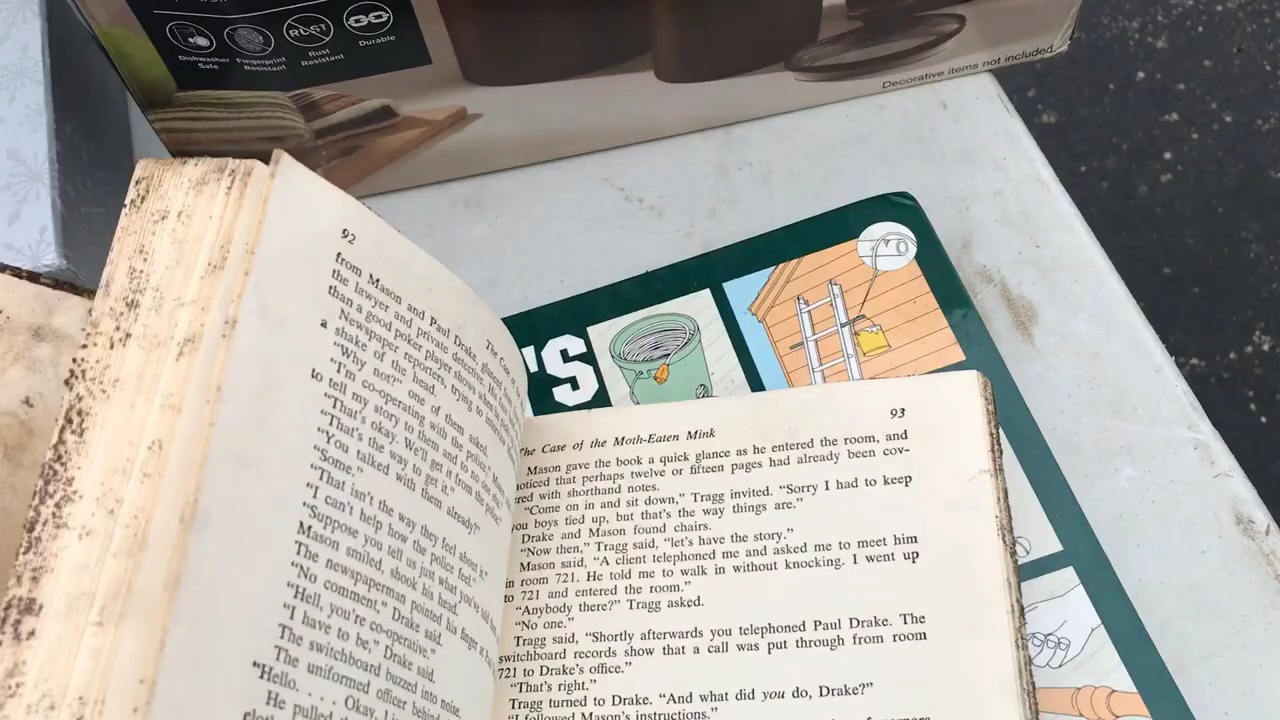 Dishwasher
Safe
Fingerprint
Resistant
RUST
Rust
Resistant
Durable
Decorative items not included
'S
92
The Case of
from Mason and Paul Drake, glanced
the lawyer and private detective. His
than a good poker player shows when he
Newspaper reporters, trying to
a shake of the head.
"Why not?" one of them asked.
"I'm co-operating with the police,"
to tell my story to them and to no one
"That's okay. We'll get it from the police."
"That's the way to get it."
"You talked with them already?"
"Some."
"That isn't the way they feel about it."
"I can't help how the police feel."
"Suppose you tell us just what you've told
Mason smiled, shook his head.
The newspaperman pointed his finger at
"No comment," Drake said.
"Hell, you're co-operative."
"I have to be," Drake said.
The switchboard buzzed into noise.
The uniformed officer behind
"Hello. . . . Okay,
He pulled
93
The Case of the Moth-Eaten Mink
Mason gave the book a quick glance as he entered the room, and
noticed that perhaps twelve or fifteen pages had already been cov-
ered with shorthand notes.
"Come on in and sit down," Tragg invited. "Sorry I had to keep
you boys tied up, but that's the way things are."
Drake and Mason found chairs.
"Now then," Tragg said, "let's have the story."
Mason said, "A client telephoned me and asked me to meet him
in room 721. He told me to walk in without knocking. I went up
to 721 and entered the room."
"Anybody there?" Tragg asked.
"No one."
Tragg said, "Shortly afterwards you telephoned Paul Drake. The
switchboard records show that a call was put through from room
721 to Drake's office."
"That's right."
Tragg turned to Drake. "And what did you do, Drake?"
"I followed Mason's instructions."